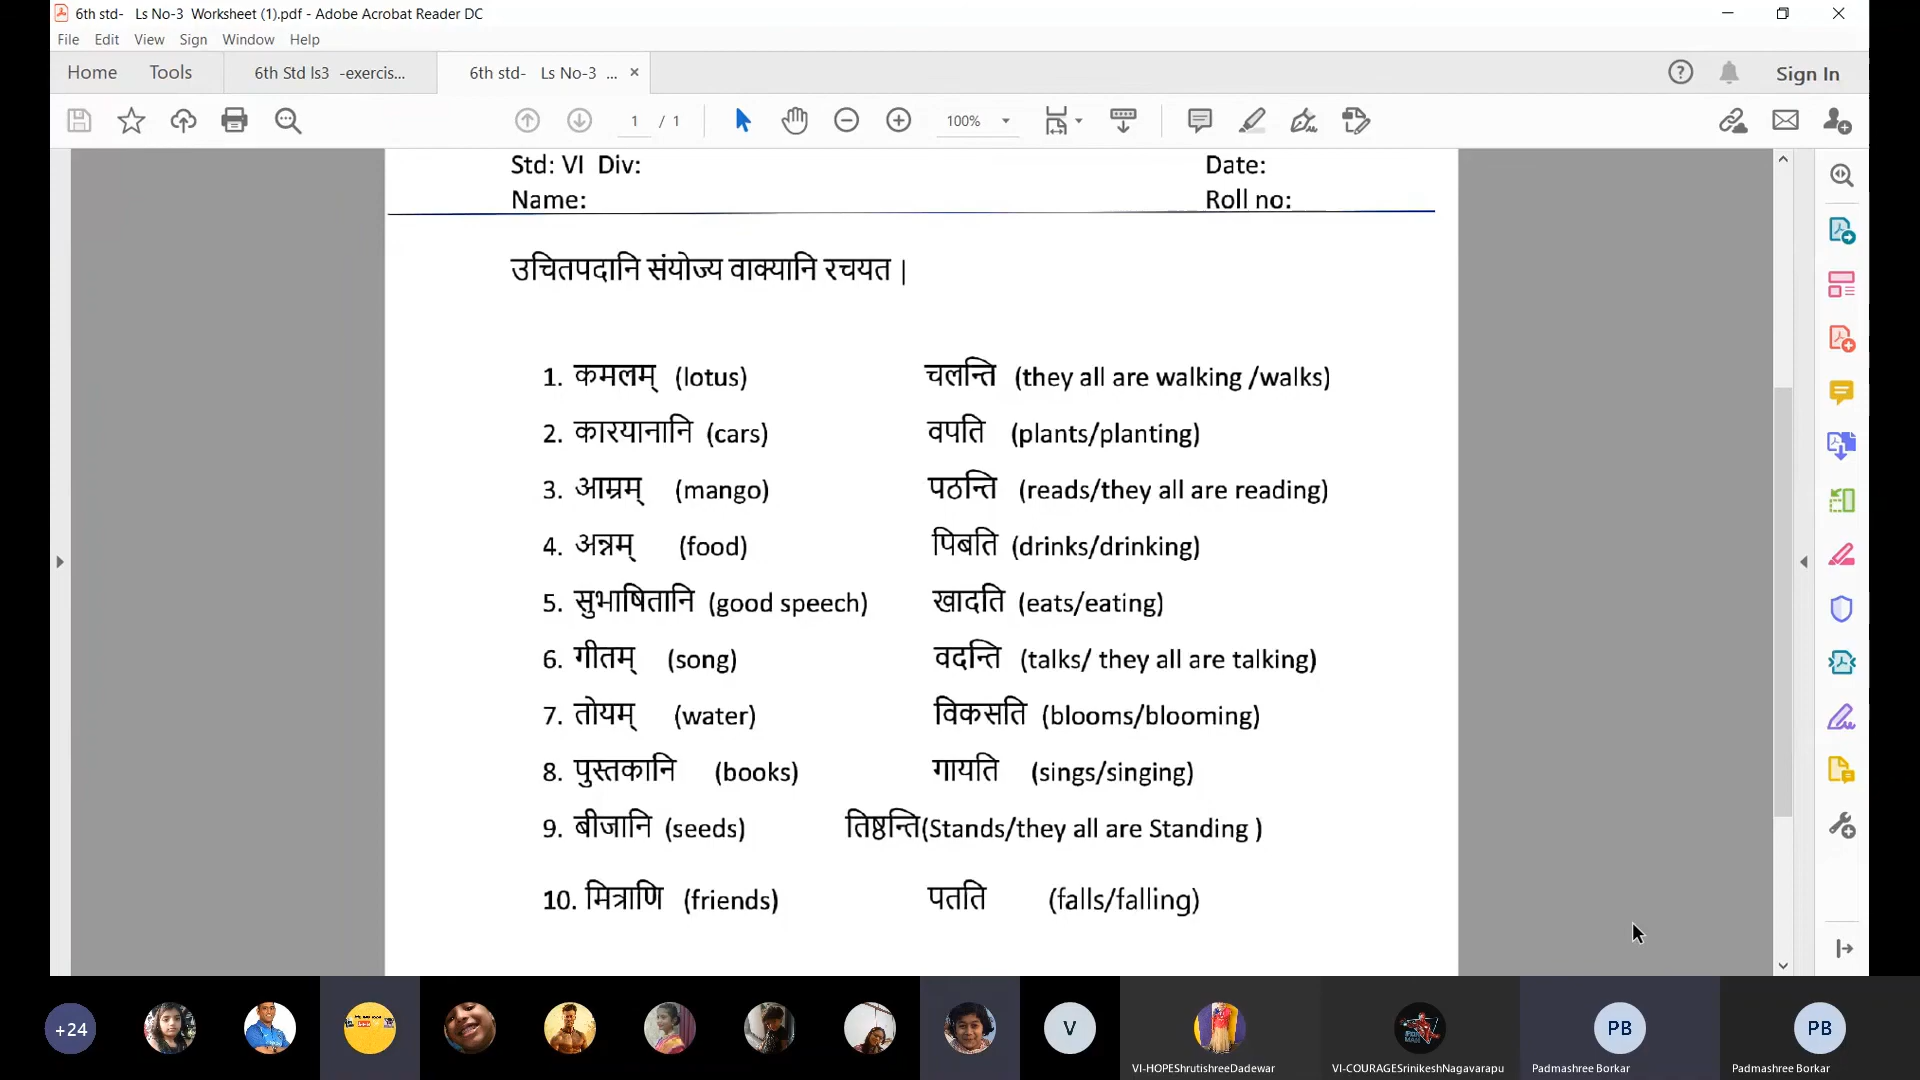 6th std-   Ls No-3  Worksheet (1).pdf - Adobe Acrobat Reader DC
File Edit View Sign Window Help
Home Tools 6th Std ls3  -exercis... 6th std-   Ls No-3  ... Sign In
1 / 1 100%
Std: VI  Div: Date:
Name: Roll no:
उचितपदानि संयोज्य वाक्यानि रचयत |
1. कमलम् (lotus) चलन्ति (they all are walking /walks)
2. कारयानानि (cars) वपति (plants/planting)
3. आम्रम् (mango) पठन्ति (reads/they all are reading)
4. अन्नम् (food) पिबति (drinks/drinking)
5. सुभाषितानि (good speech) खादति (eats/eating)
6. गीतम् (song) वदन्ति (talks/ they all are talking)
7. तोयम् (water) विकसति (blooms/blooming)
8. पुस्तकानि (books) गायति (sings/singing)
9. बीजानि (seeds) तिष्ठन्ति(Stands/they all are Standing )
10. मित्राणि (friends) पतति (falls/falling)
+24 V PB PB
VI-HOPEShrutishreeDadewar VI-COURAGESrinikeshNagavarapu Padmashree Borkar Padmashree Borkar